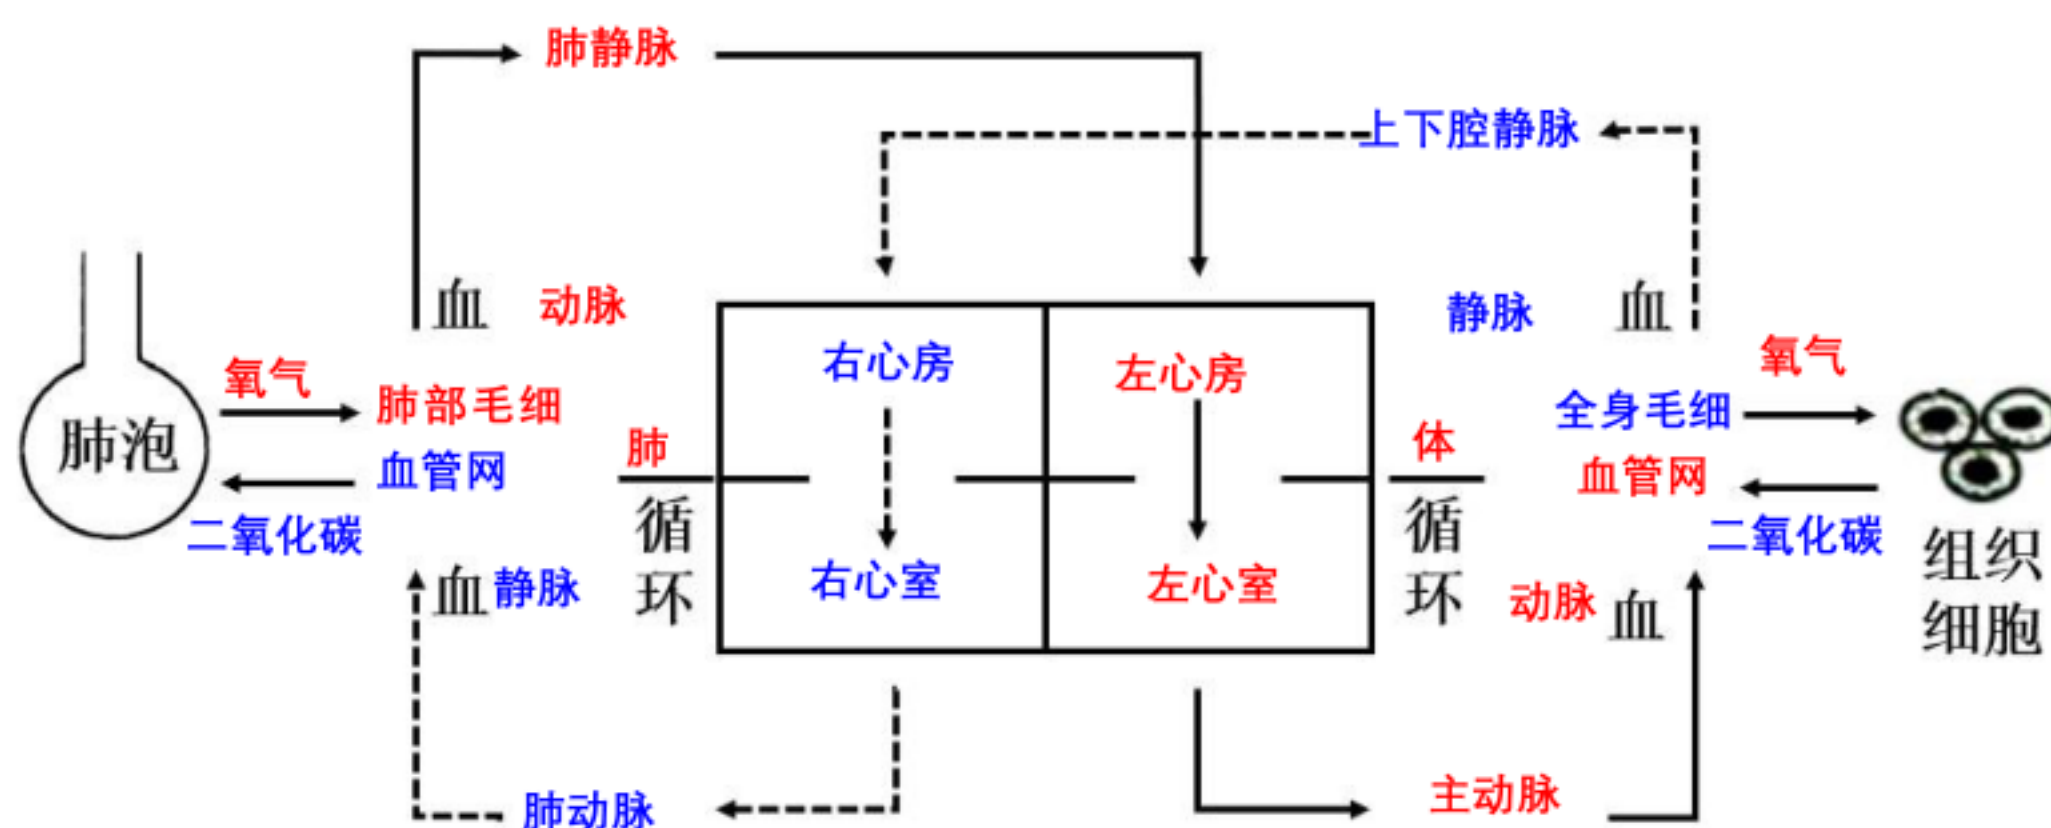 肺静脉
上下腔静脉
血 动脉
静脉 血
右心房
左心房
氧气
氧气
肺泡
肺部毛细
血管网
全身毛细
血管网
肺
循
环
体
循
环
二氧化碳
二氧化碳
组织
细胞
血静脉
右心室
左心室
动脉血
肺动脉
主动脉